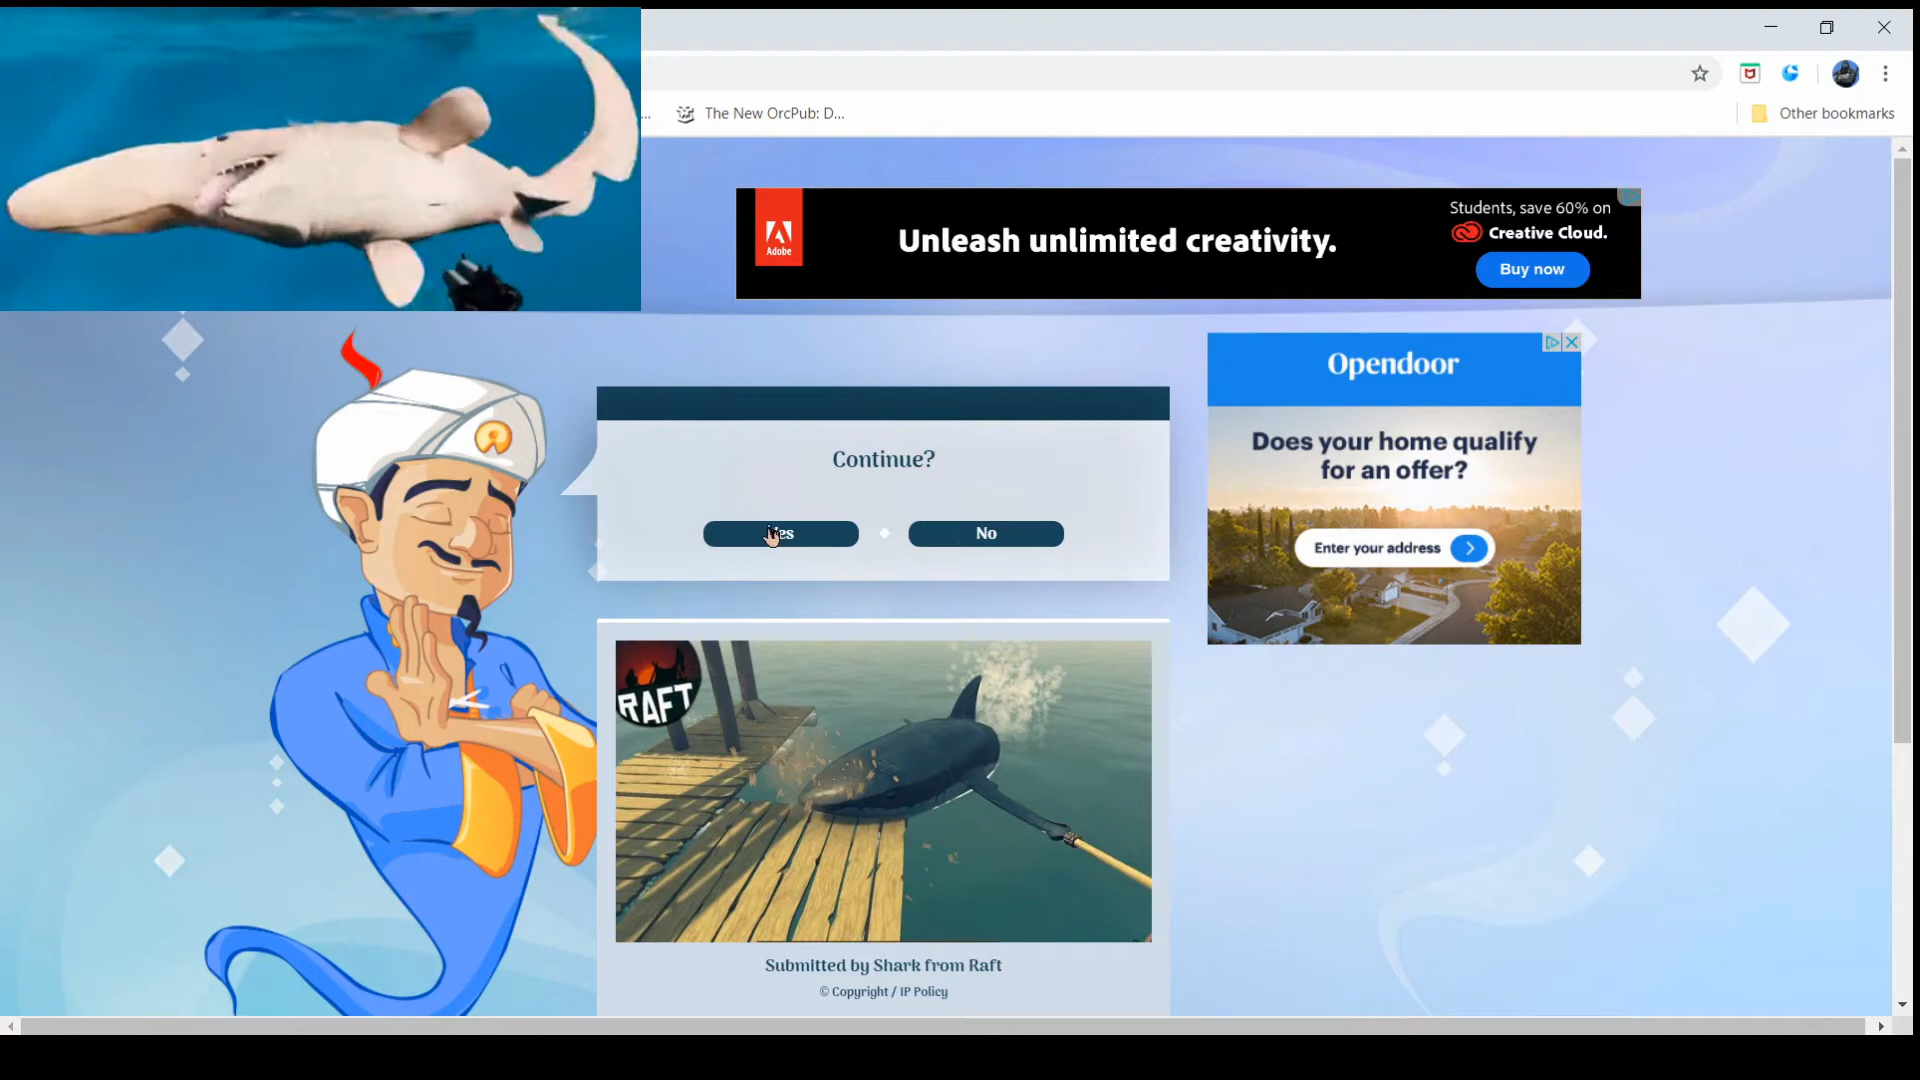 ...
The New OrcPub: D...
Other bookmarks
Adobe
Unleash unlimited creativity.
Students, save 60% on
Creative Cloud.
Buy now
Opendoor
Does your home qualify
for an offer?
Enter your address
Continue?
No
RAFT
Submitted by Shark from Raft
© Copyright / IP Policy